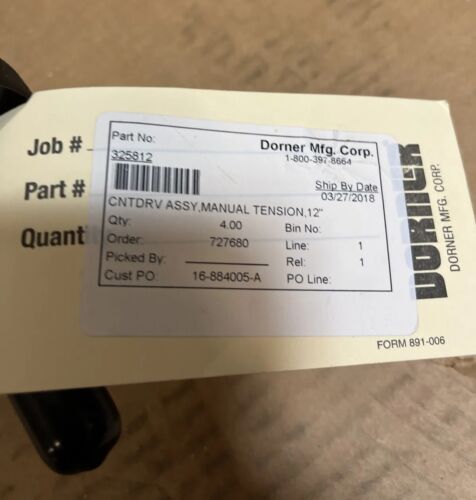 Job #
Part #
Quanti
Part No:
Dorner Mfg. Corp.
325612
1-800-397-8664
Ship By Date
03/27/2018
CNTDRV ASSY,MANUAL TENSION,12"
Qty: 4.00 Bin No:
Order: 727680 Line: 1
Picked By: Rel: 1
Cust PO: 16-884005-A PO Line:
DORNER
DORNER MFG. CORP.
FORM 891-006